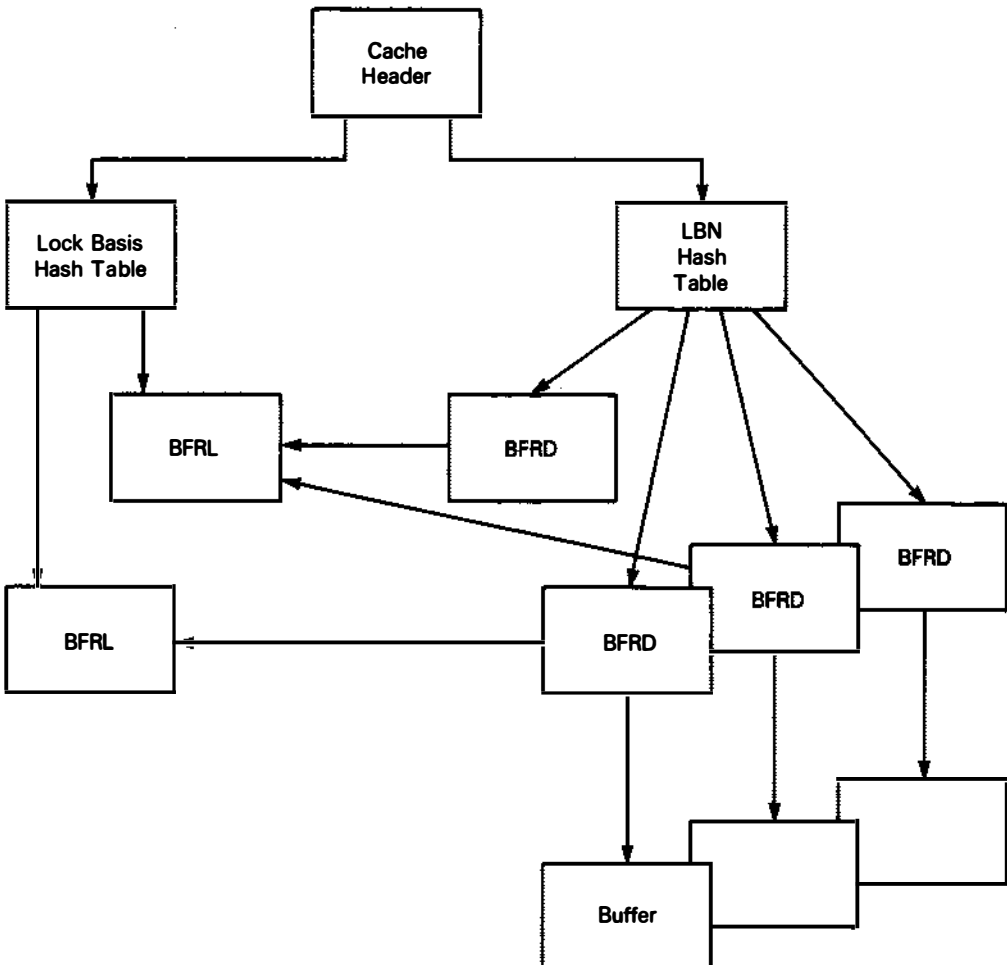 Cache
Header
Lock Basis
Hash Table
LBN
Hash
Table
BFRL
BFRD
BFRD
BFRD
BFRL
BFRD
Buffer